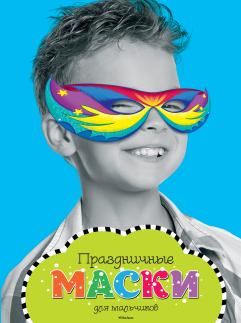 Праздничные
МАСКИ
для мальчиков